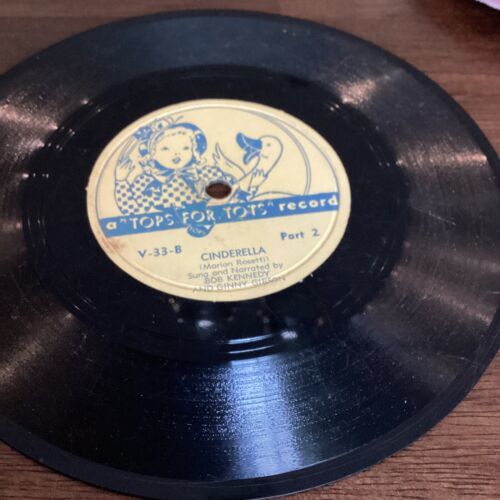 a "TOPS FOR TOTS" record
V-33-B CINDERELLA Part 2
(Marion Rosetti)
Sung and Narrated by
BOB KENNEDY
AND GINNY GIBSON